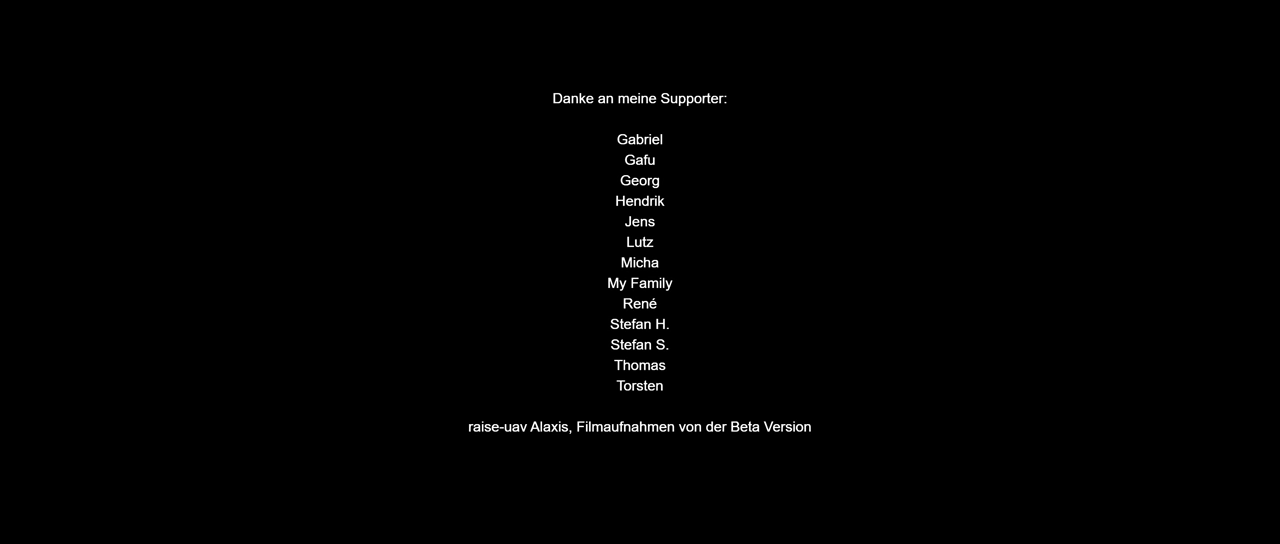 Danke an meine Supporter:
Gabriel
Gafu
Georg
Hendrik
Jens
Lutz
Micha
My Family
René
Stefan H.
Stefan S.
Thomas
Torsten
raise-uav Alaxis, Filmaufnahmen von der Beta Version